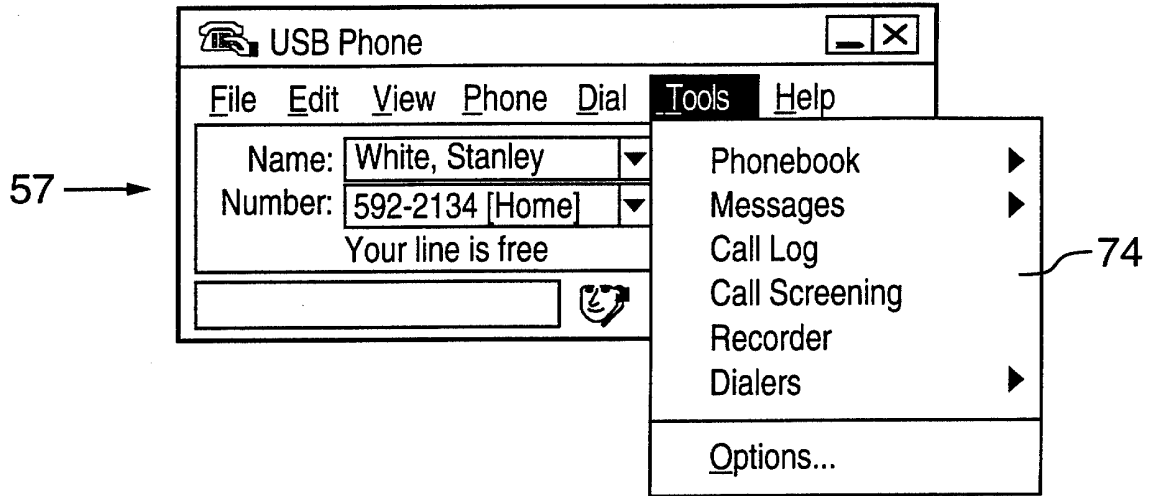 USB Phone
File Edit View Phone Dial Tools Help
Name: White, Stanley
Number: 592-2134 [Home]
Your line is free
Phonebook
Messages
Call Log
Call Screening
Recorder
Dialers
Options...
57
74